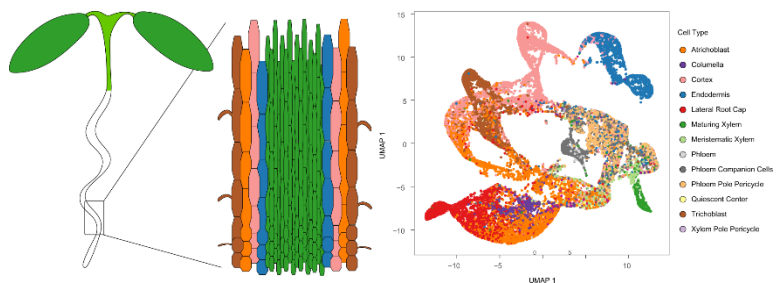 Cell Type
Atrichoblast
Columella
Cortex
Endodermis
Lateral Root Cap
Maturing Xylem
Meristematic Xylem
Phloem
Phloem Companion Cells
Phloem Pole Pericycle
Quiescent Center
Trichoblast
Xylem Pole Pericycle
UMAP 1
15
10
5
0
−5
−10
0 5
−10 −5 10
UMAP 1